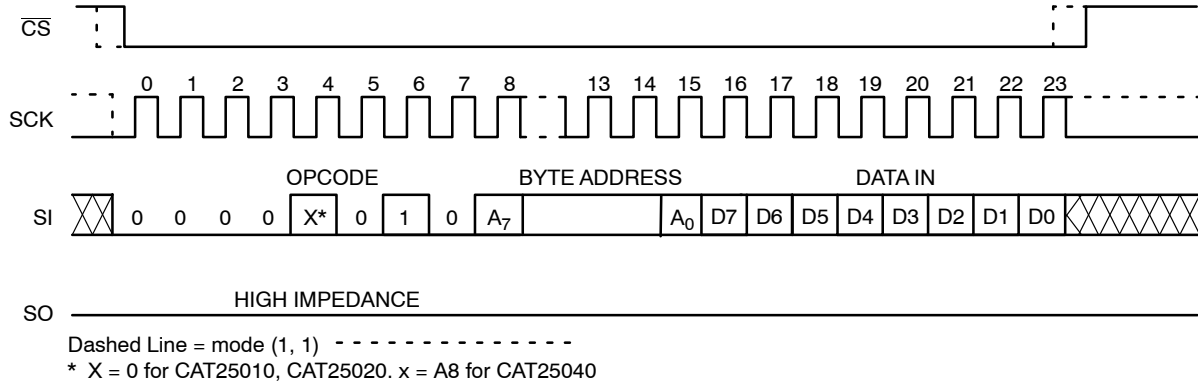 CS
0 1 2 3 4 5 6 7 8 13 14 15 16 17 18 19 20 21 22 23
SCK
OPCODE BYTE ADDRESS DATA IN
SI 0 0 0 0 X* 0 1 0 A7 A0 D7 D6 D5 D4 D3 D2 D1 D0
HIGH IMPEDANCE
SO
Dashed Line = mode (1, 1)
* X = 0 for CAT25010, CAT25020. x = A8 for CAT25040